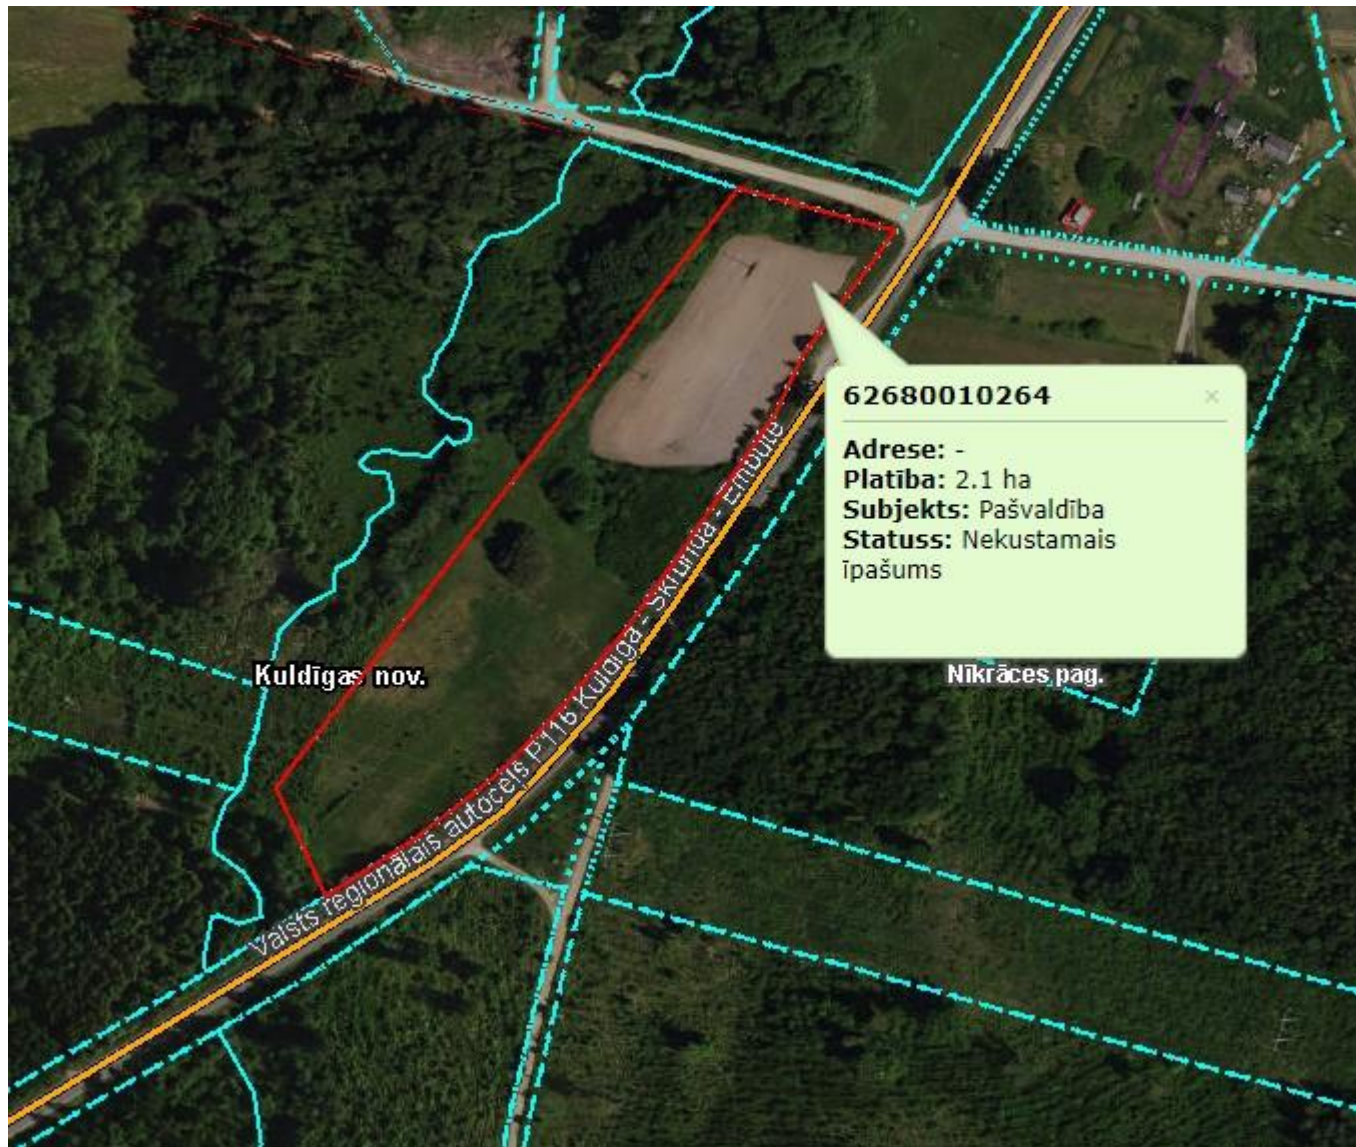 62680010264 ×
Adrese: -
Platība: 2.1 ha
Subjekts: Pašvaldība
Statuss: Nekustamais
īpašums
Kuldīgas nov.
Nīkrāces pag.
Valsts reģionālais autoceļš P116 Kuldīga - Skrunda - Embūte